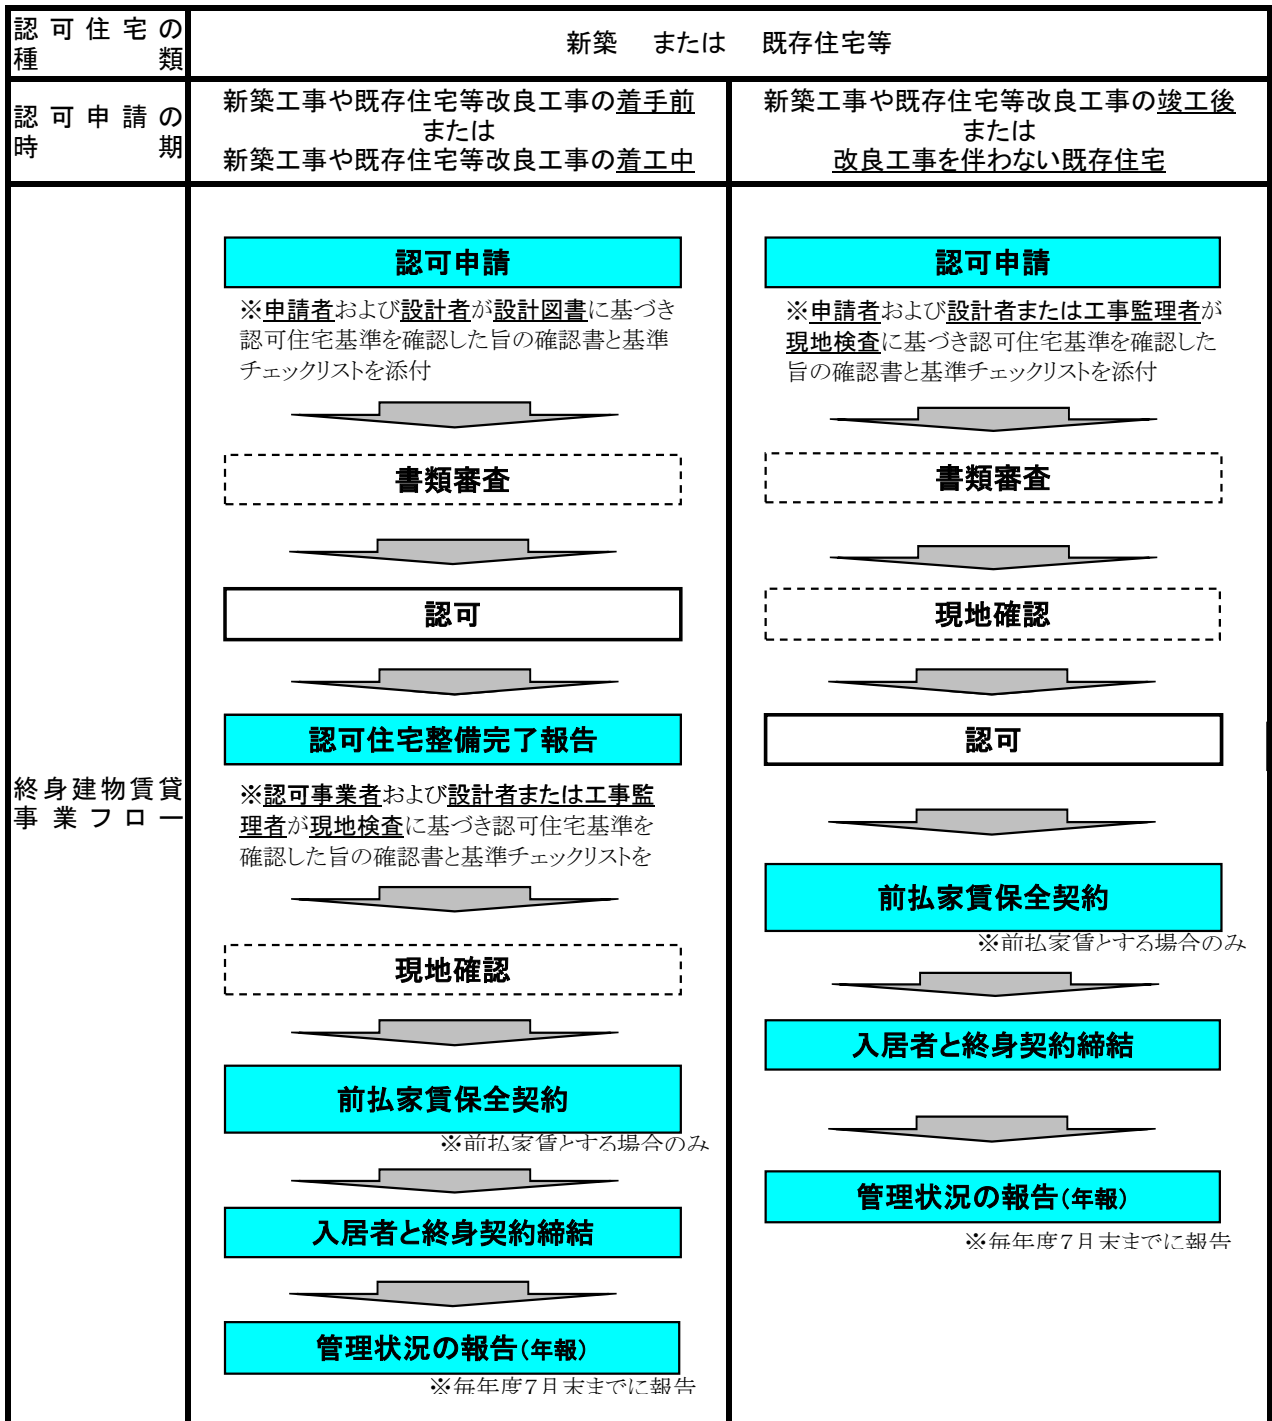 認可住宅の
種類
新築 または 既存住宅等
認可申請の
時期
新築工事や既存住宅等改良工事の着手前
または
新築工事や既存住宅等改良工事の着工中
新築工事や既存住宅等改良工事の竣工後
または
改良工事を伴わない既存住宅
終身建物賃貸
事業フロー
認可申請
※申請者および設計者が設計図書に基づき
認可住宅基準を確認した旨の確認書と基準
チェックリストを添付
書類審査
認可
認可住宅整備完了報告
※認可事業者および設計者または工事監
理者が現地検査に基づき認可住宅基準を
確認した旨の確認書と基準チェックリストを
現地確認
前払家賃保全契約
※前払家賃とする場合のみ
入居者と終身契約締結
管理状況の報告(年報)
※毎年度7月末までに報告
認可申請
※申請者および設計者または工事監理者が
現地検査に基づき認可住宅基準を確認した
旨の確認書と基準チェックリストを添付
書類審査
現地確認
認可
前払家賃保全契約
※前払家賃とする場合のみ
入居者と終身契約締結
管理状況の報告(年報)
※毎年度7月末までに報告